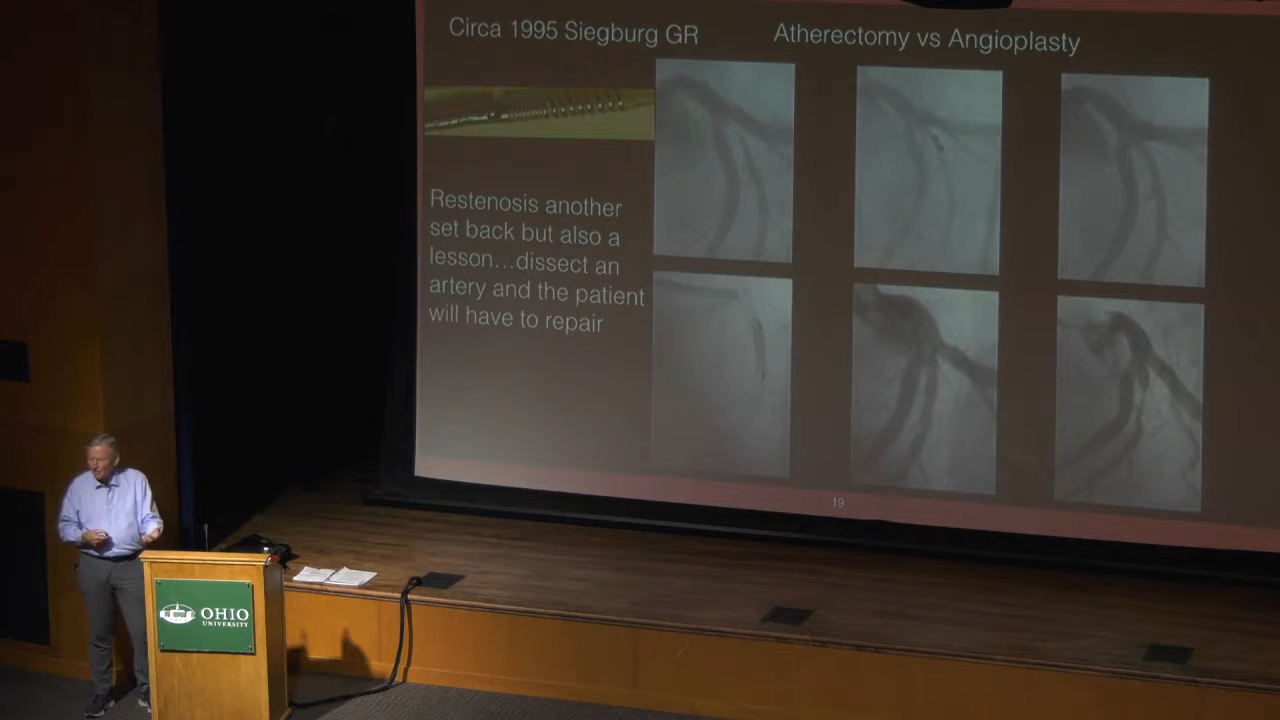 Circa 1995 Siegburg GR
Atherectomy vs Angioplasty
Restenosis another
set back but also a
lesson...dissect an
artery and the patient
will have to repair
19
OHIO
UNIVERSITY